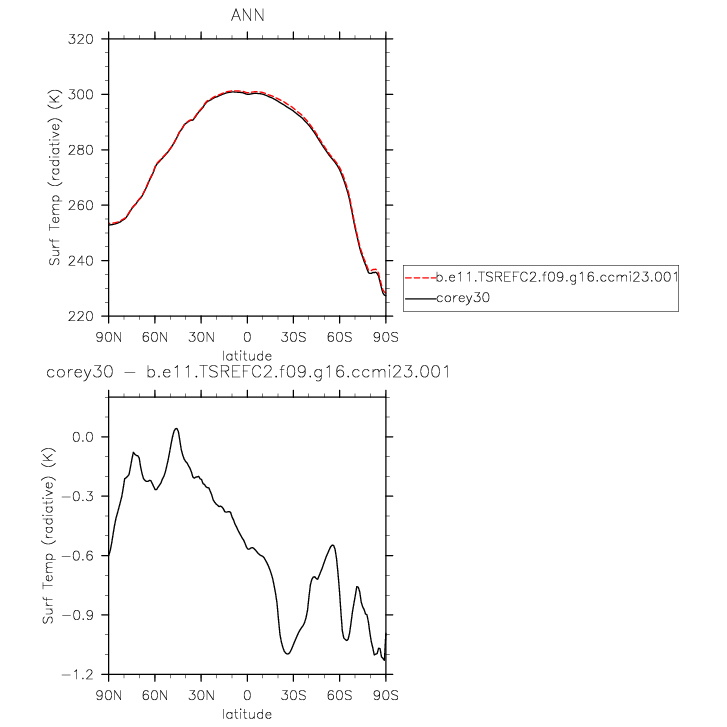 ANN
320
300
280
260
240
220
Surf Temp (radiative) (K)
90N 60N 30N 0 30S 60S 90S
latitude
b.e11.TSREFC2.f09.g16.ccmi23.001
corey30
corey30 − b.e11.TSREFC2.f09.g16.ccmi23.001
0.0
−0.3
−0.6
−0.9
−1.2
Surf Temp (radiative) (K)
90N 60N 30N 0 30S 60S 90S
latitude